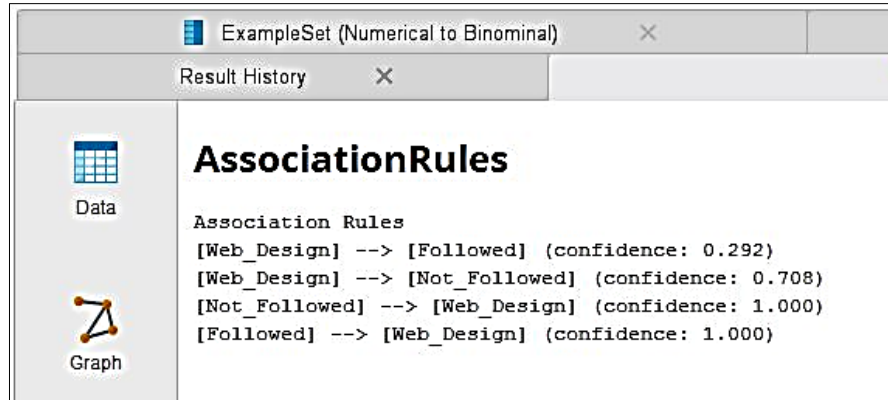 ExampleSet (Numerical to Binominal)
Result History
Data
Graph
AssociationRules
Association Rules
[Web_Design] --> [Followed] (confidence: 0.292)
[Web_Design] --> [Not_Followed] (confidence: 0.708)
[Not_Followed] --> [Web_Design] (confidence: 1.000)
[Followed] --> [Web_Design] (confidence: 1.000)